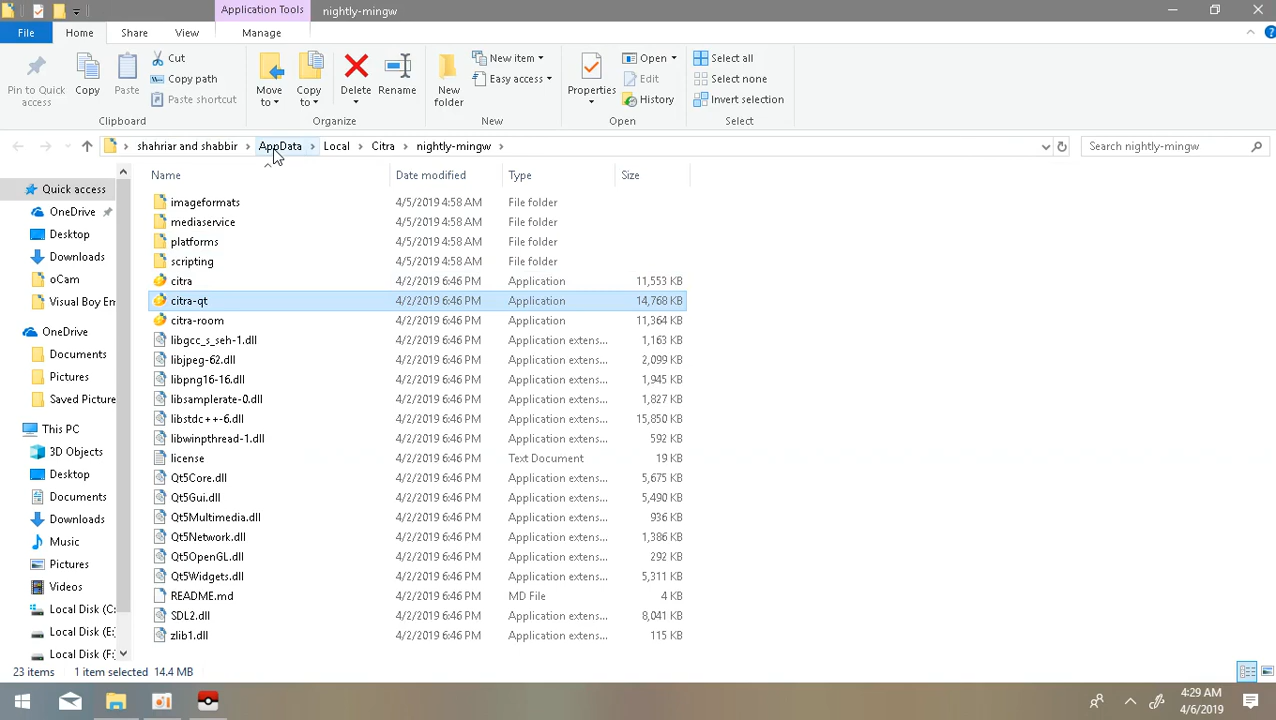 Application Tools
nightly-mingw
File
Home
Share
View
Manage
Pin to Quick access
Copy
Paste
Cut
Copy path
Paste shortcut
Clipboard
Move to
Copy to
Delete
Rename
Organize
New folder
New item
Easy access
New
Properties
Open
Edit
History
Open
Select all
Select none
Invert selection
Select
shahriar and shabbir
AppData
Local
Citra
nightly-mingw
Search nightly-mingw
Name
Date modified
Type
Size
Quick access
OneDrive
Desktop
Downloads
oCam
Visual Boy Em
OneDrive
Documents
Pictures
Saved Picture
This PC
3D Objects
Desktop
Documents
Downloads
Music
Pictures
Videos
Local Disk (C:
Local Disk (E:
Local Disk (F:
imageformats 4/5/2019 4:58 AM File folder
mediaservice 4/5/2019 4:58 AM File folder
platforms 4/5/2019 4:58 AM File folder
scripting 4/5/2019 4:58 AM File folder
citra 4/2/2019 6:46 PM Application 11,553 KB
citra-qt 4/2/2019 6:46 PM Application 14,768 KB
citra-room 4/2/2019 6:46 PM Application 11,364 KB
libgcc_s_seh-1.dll 4/2/2019 6:46 PM Application extens... 1,163 KB
libjpeg-62.dll 4/2/2019 6:46 PM Application extens... 2,099 KB
libpng16-16.dll 4/2/2019 6:46 PM Application extens... 1,945 KB
libsamplerate-0.dll 4/2/2019 6:46 PM Application extens... 1,827 KB
libstdc++-6.dll 4/2/2019 6:46 PM Application extens... 15,850 KB
libwinpthread-1.dll 4/2/2019 6:46 PM Application extens... 592 KB
license 4/2/2019 6:46 PM Text Document 19 KB
Qt5Core.dll 4/2/2019 6:46 PM Application extens... 5,675 KB
Qt5Gui.dll 4/2/2019 6:46 PM Application extens... 5,490 KB
Qt5Multimedia.dll 4/2/2019 6:46 PM Application extens... 936 KB
Qt5Network.dll 4/2/2019 6:46 PM Application extens... 1,386 KB
Qt5OpenGL.dll 4/2/2019 6:46 PM Application extens... 292 KB
Qt5Widgets.dll 4/2/2019 6:46 PM Application extens... 5,311 KB
README.md 4/2/2019 6:46 PM MD File 4 KB
SDL2.dll 4/2/2019 6:46 PM Application extens... 8,041 KB
zlib1.dll 4/2/2019 6:46 PM Application extens... 115 KB
23 items
1 item selected 14.4 MB
4:29 AM
4/6/2019